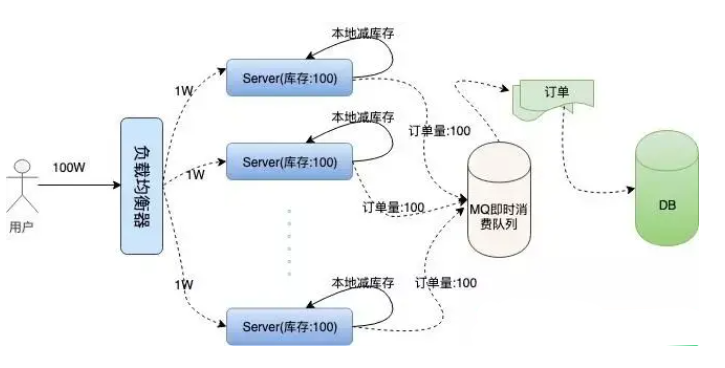 本地减库存
Server(库存:100)
1W
订单
本地减库存
订单量:100
100W
负载均衡器
Server(库存:100)
1W
订单量:100
MQ即时消
费队列
DB
用户
本地减库存
1W
订单量:100
Server(库存:100)